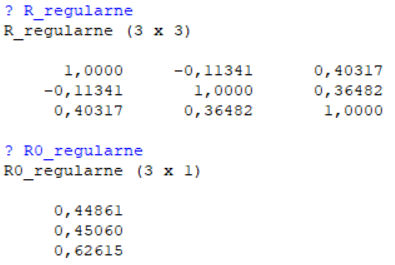 ? R_regularne
R_regularne (3 x 3)
1,0000 -0,11341 0,40317
-0,11341 1,0000 0,36482
0,40317 0,36482 1,0000
? R0_regularne
R0_regularne (3 x 1)
0,44861
0,45060
0,62615